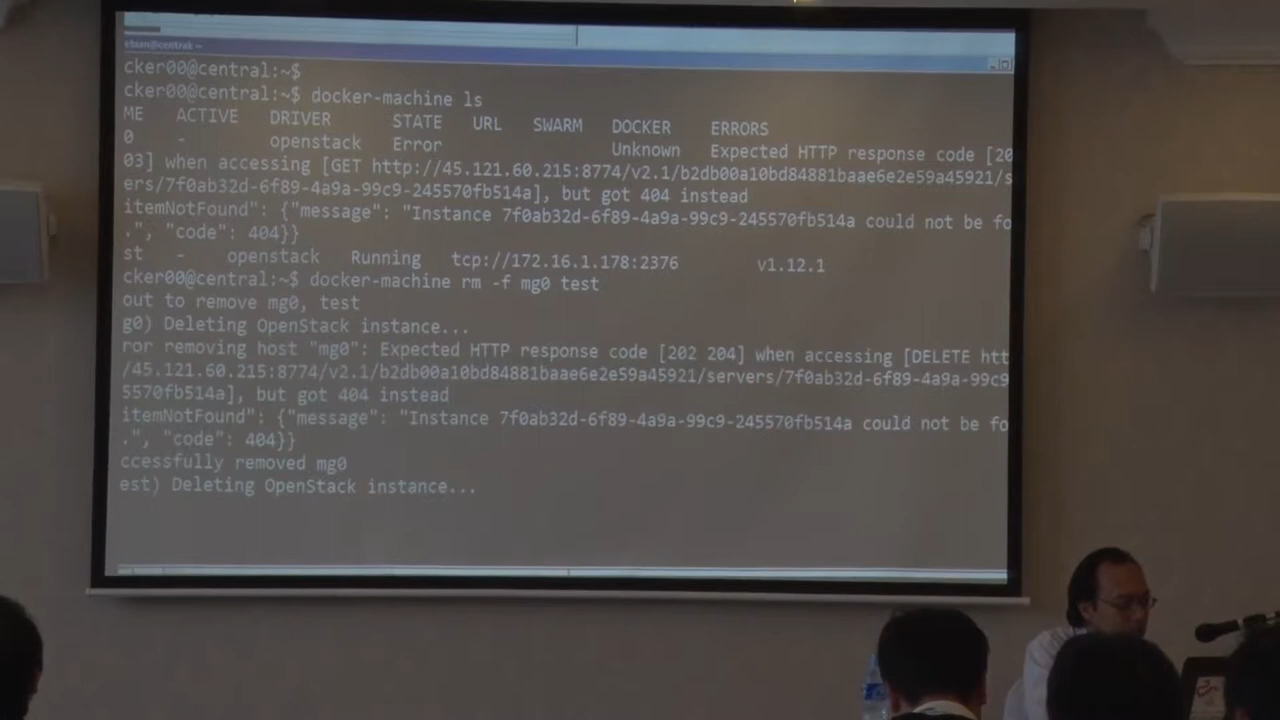 cker00@central:~$
cker00@central:~$ docker-machine ls
ME ACTIVE DRIVER STATE URL SWARM DOCKER ERRORS
0 - openstack Error Unknown Expected HTTP response code [20
03] when accessing [GET http://45.121.60.215:8774/v2.1/b2db00a10bd84881baae6e2e59a45921/s
ers/7f0ab32d-6f89-4a9a-99c9-245570fb514a], but got 404 instead
itemNotFound": {"message": "Instance 7f0ab32d-6f89-4a9a-99c9-245570fb514a could not be fo
.", "code": 404}}
st - openstack Running tcp://172.16.1.178:2376 v1.12.1
cker00@central:~$ docker-machine rm -f mg0 test
out to remove mg0, test
g0) Deleting OpenStack instance...
ror removing host "mg0": Expected HTTP response code [202 204] when accessing [DELETE htt
/45.121.60.215:8774/v2.1/b2db00a10bd84881baae6e2e59a45921/servers/7f0ab32d-6f89-4a9a-99c9
5570fb514a], but got 404 instead
itemNotFound": {"message": "Instance 7f0ab32d-6f89-4a9a-99c9-245570fb514a could not be fo
.", "code": 404}}
ccessfully removed mg0
est) Deleting OpenStack instance...